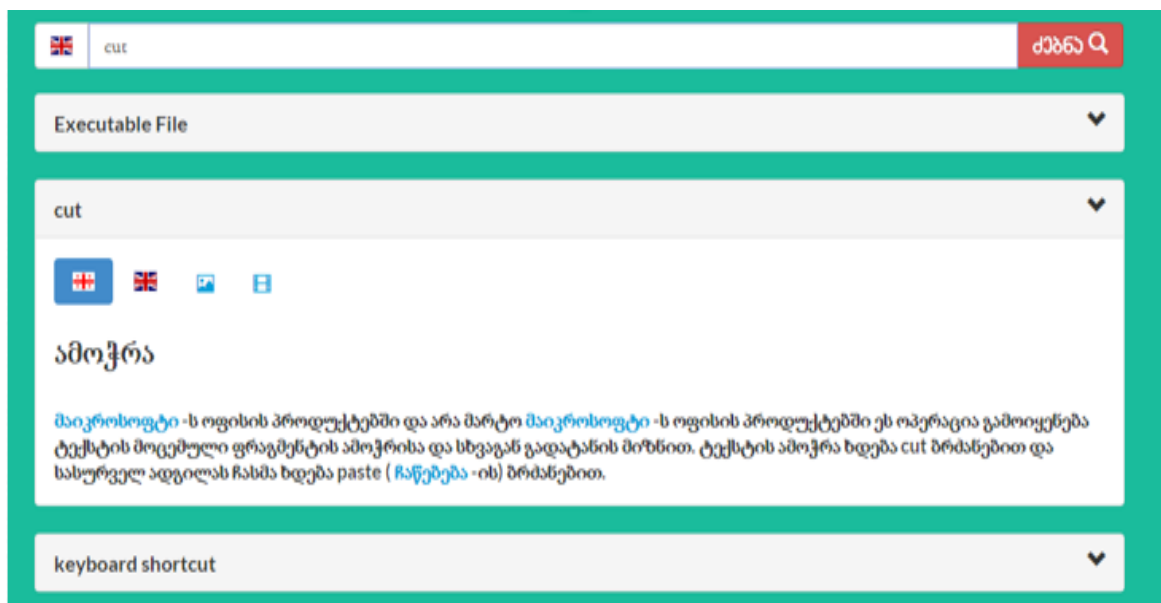 cut
ძებნა
Executable File
cut
ამოჭრა
მაიკროსოფტი -ს ოფისის პროდუქტებში და არა მარტო მაიკროსოფტი -ს ოფისის პროდუქტებში ეს ოპერაცია გამოიყენება
ტექსტის მოცემული ფრაგმენტის ამოჭრისა და სხვაგან გადატანის მიზნით. ტექსტის ამოჭრა ხდება cut ბრძანებით და
სასურველ ადგილას ჩასმა ხდება paste ( ჩაწებება -ის) ბრძანებით.
keyboard shortcut